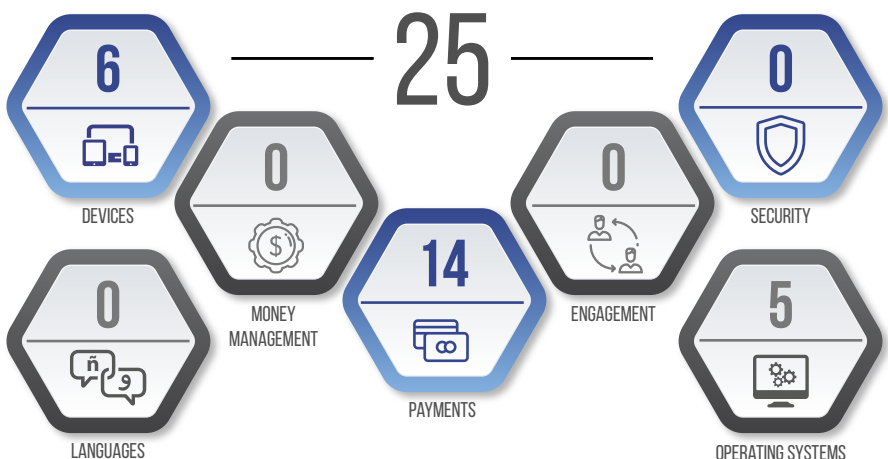 25
6
DEVICES
0
MONEY
MANAGEMENT
14
PAYMENTS
0
ENGAGEMENT
0
SECURITY
0
ñ
و
LANGUAGES
5
OPERATING SYSTEMS
$